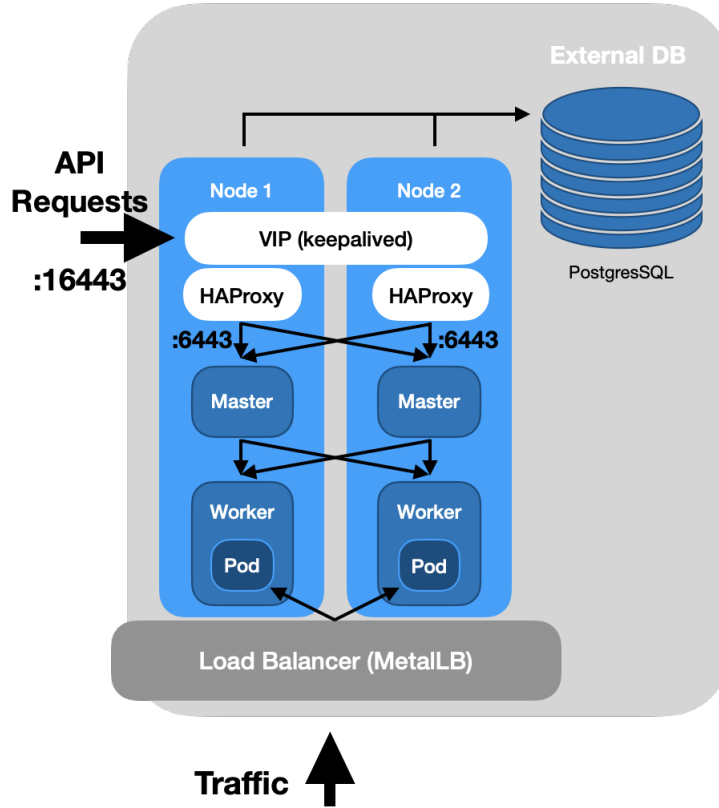 External DB
API
Requests
Node 1
Node 2
VIP (keepalived)
:16443
HAProxy
HAProxy
PostgresSQL
:6443
:6443
Master
Master
Worker
Worker
Pod
Pod
Load Balancer (MetalLB)
Traffic